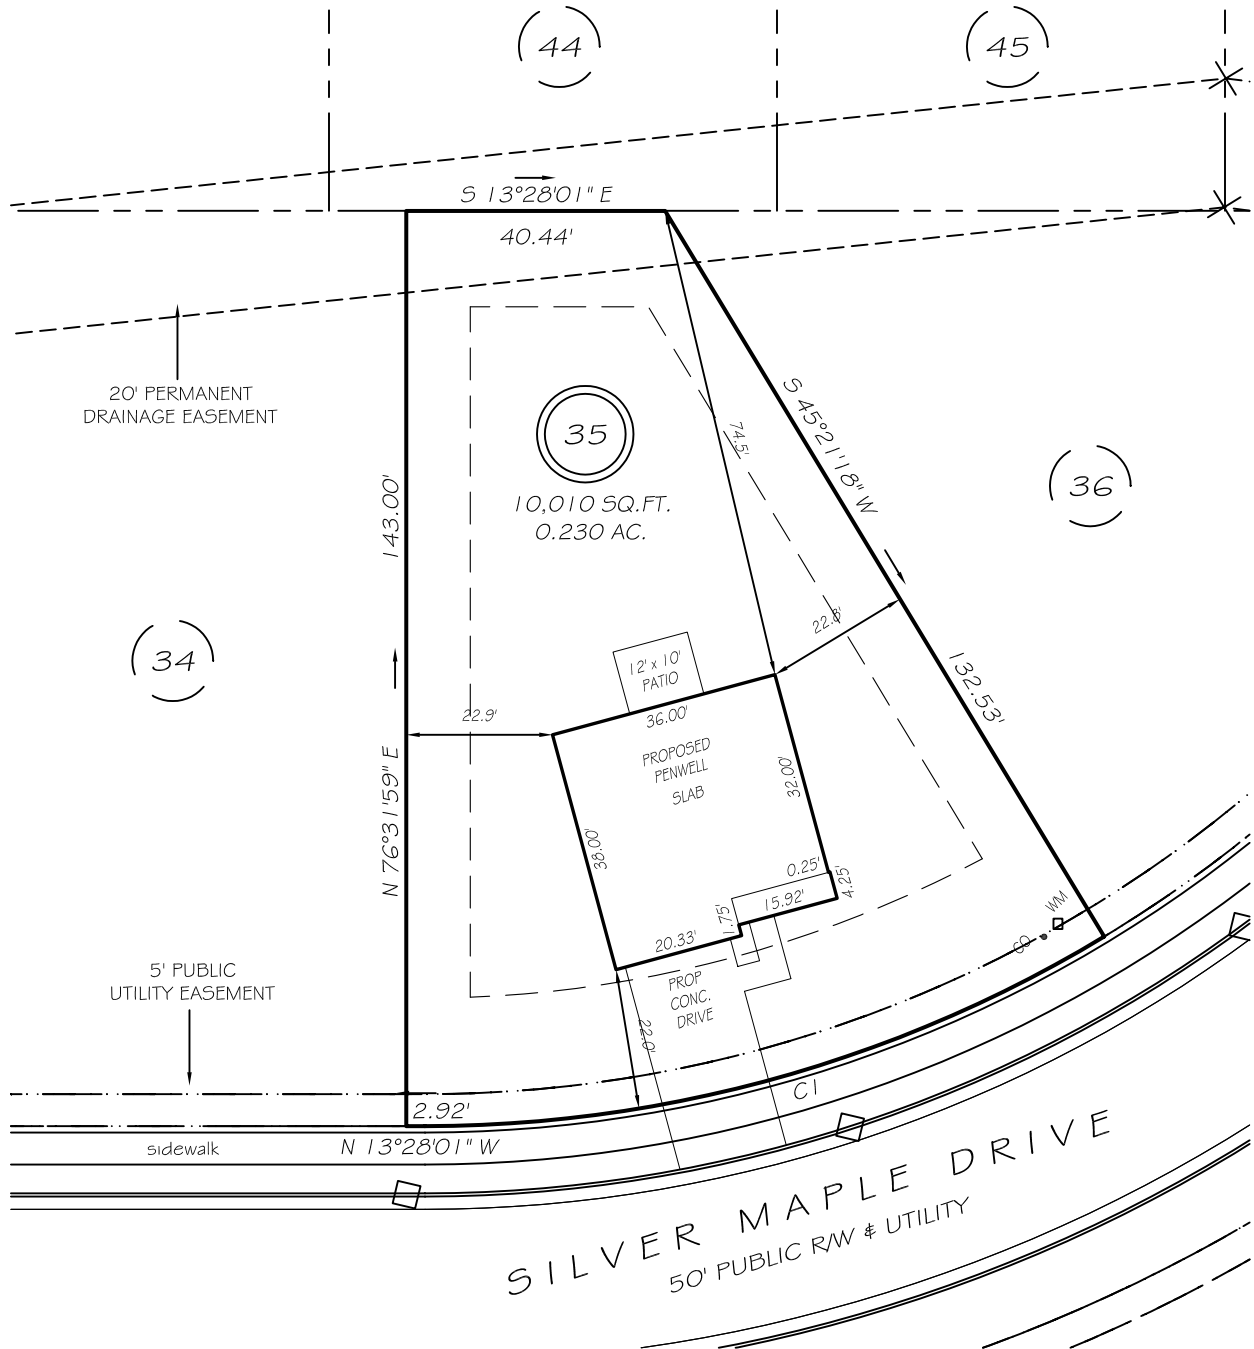 44
45
S 13°28'01" E
40.44'
20' PERMANENT
DRAINAGE EASEMENT
35
10,010 SQ.FT.
0.230 AC.
143.00'
N 76°31'59" E
S 45°21'18" W
132.53'
74.5'
36
34
22.8'
12' x 10'
PATIO
22.9'
36.00'
PROPOSED
PENWELL
SLAB
32.00'
38.00'
0.25'
4.25'
15.92'
1.75'
20.33'
WM
CO
5' PUBLIC
UTILITY EASEMENT
PROP
CONC.
DRIVE
22.0'
C1
2.92'
N 13°28'01" W
sidewalk
SILVER MAPLE DRIVE
50' PUBLIC R/W & UTILITY